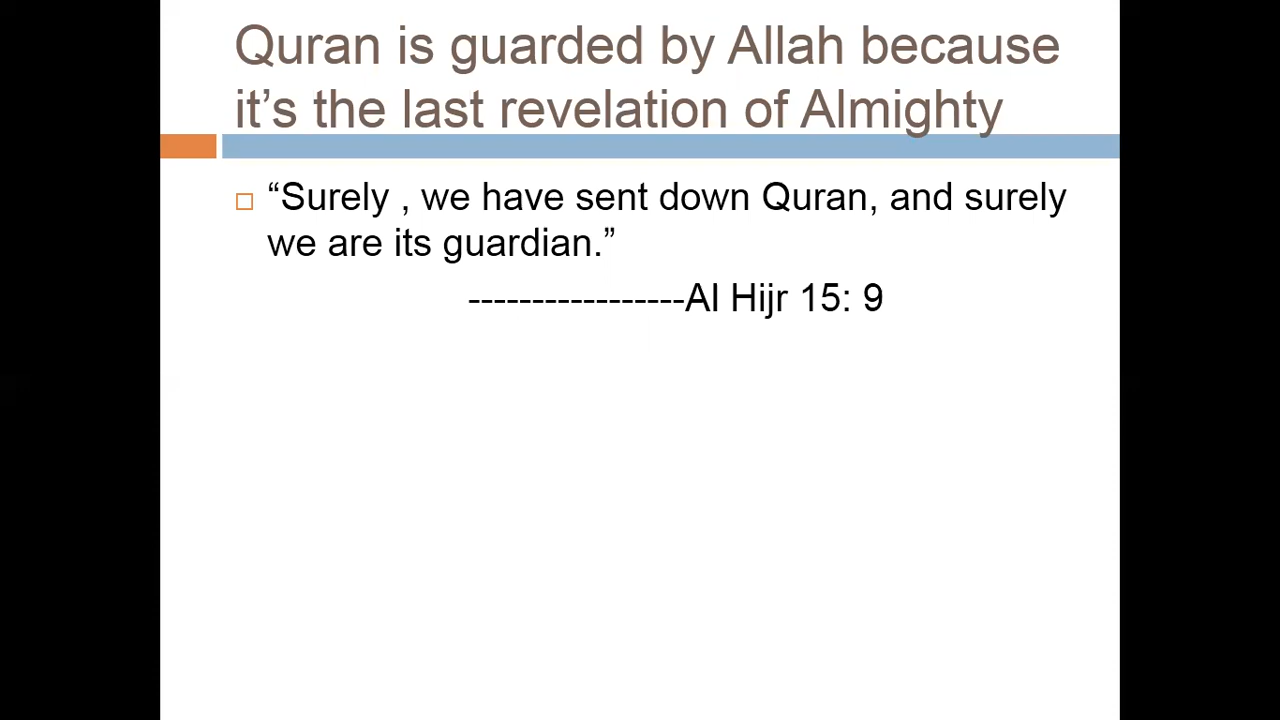 Quran is guarded by Allah because
it’s the last revelation of Almighty
“Surely , we have sent down Quran, and surely
we are its guardian.”
-----------------Al Hijr 15: 9